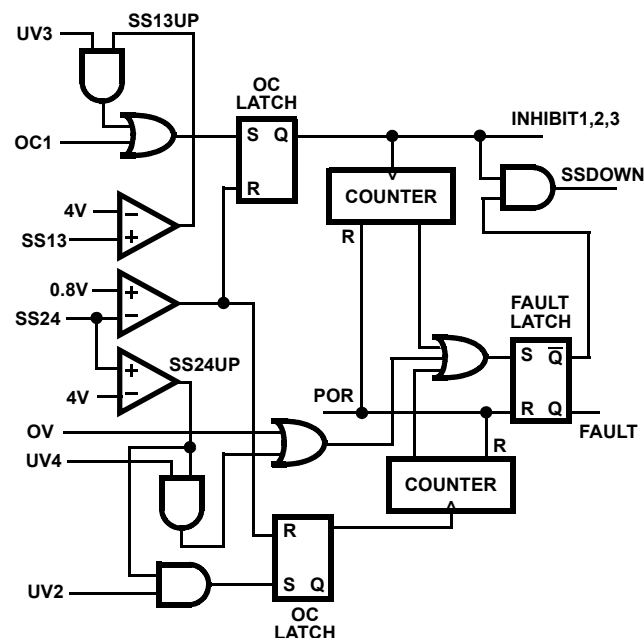 UV3
SS13UP
OC
LATCH
S Q
R
OC1
INHIBIT1,2,3
SSDOWN
COUNTER
R
4V
−
SS13
+
0.8V
+
SS24
−
+
4V
−
SS24UP
FAULT
LATCH
S Q
R Q
FAULT
POR
OV
UV4
R
COUNTER
R
S Q
UV2
OC
LATCH